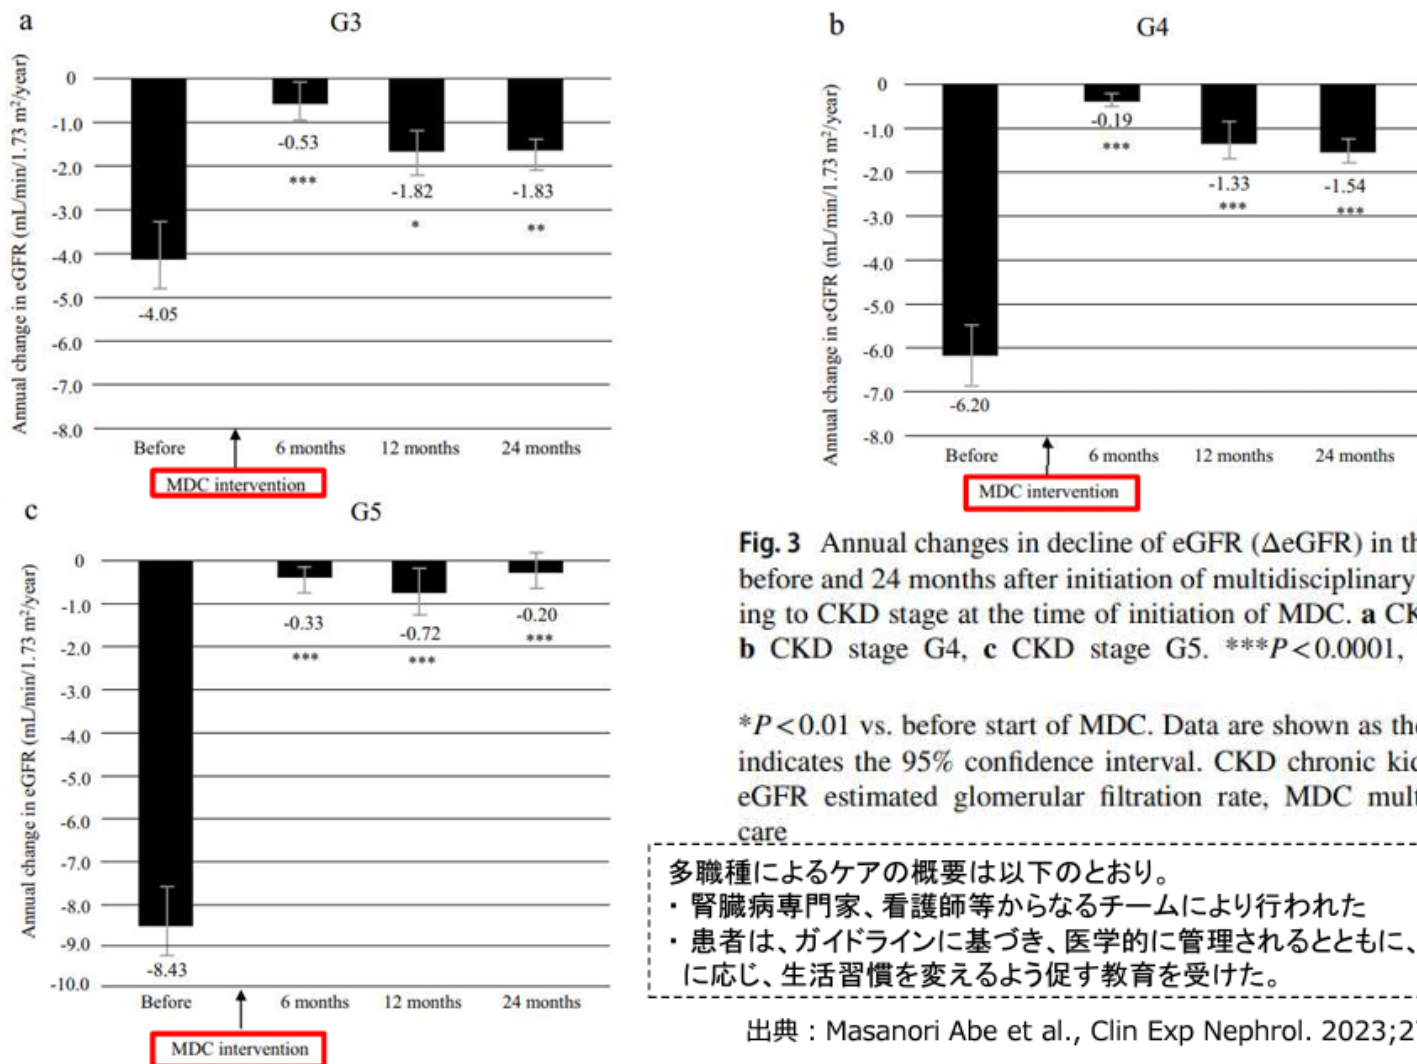 a
G3
Annual change in eGFR (mL/min/1.73 m²/year)
0
-1.0
-2.0
-3.0
-4.0
-5.0
-6.0
-7.0
-8.0
-4.05
-0.53
***
-1.82
*
-1.83
**
Before
6 months
12 months
24 months
MDC intervention
b
G4
Annual change in eGFR (mL/min/1.73 m²/year)
0
-1.0
-2.0
-3.0
-4.0
-5.0
-6.0
-7.0
-8.0
-6.20
-0.19
***
-1.33
***
-1.54
***
Before
6 months
12 months
24 months
MDC intervention
c
G5
Annual change in eGFR (mL/min/1.73 m²/year)
0
-1.0
-2.0
-3.0
-4.0
-5.0
-6.0
-7.0
-8.0
-9.0
-10.0
-8.43
-0.33
***
-0.72
***
-0.20
***
Before
6 months
12 months
24 months
MDC intervention
Fig. 3 Annual changes in decline of eGFR (ΔeGFR) in th
before and 24 months after initiation of multidisciplinary
ing to CKD stage at the time of initiation of MDC. a CK
b CKD stage G4, c CKD stage G5. ***P<0.0001,
*P<0.01 vs. before start of MDC. Data are shown as the
indicates the 95% confidence interval. CKD chronic kid
eGFR estimated glomerular filtration rate, MDC mult
care
多職種によるケアの概要は以下のとおり。
・ 腎臓病専門家、看護師等からなるチームにより行われた
・ 患者は、ガイドラインに基づき、医学的に管理されるとともに、
に応じ、生活習慣を変えるよう促す教育を受けた。
出典：Masanori Abe et al., Clin Exp Nephrol. 2023;2